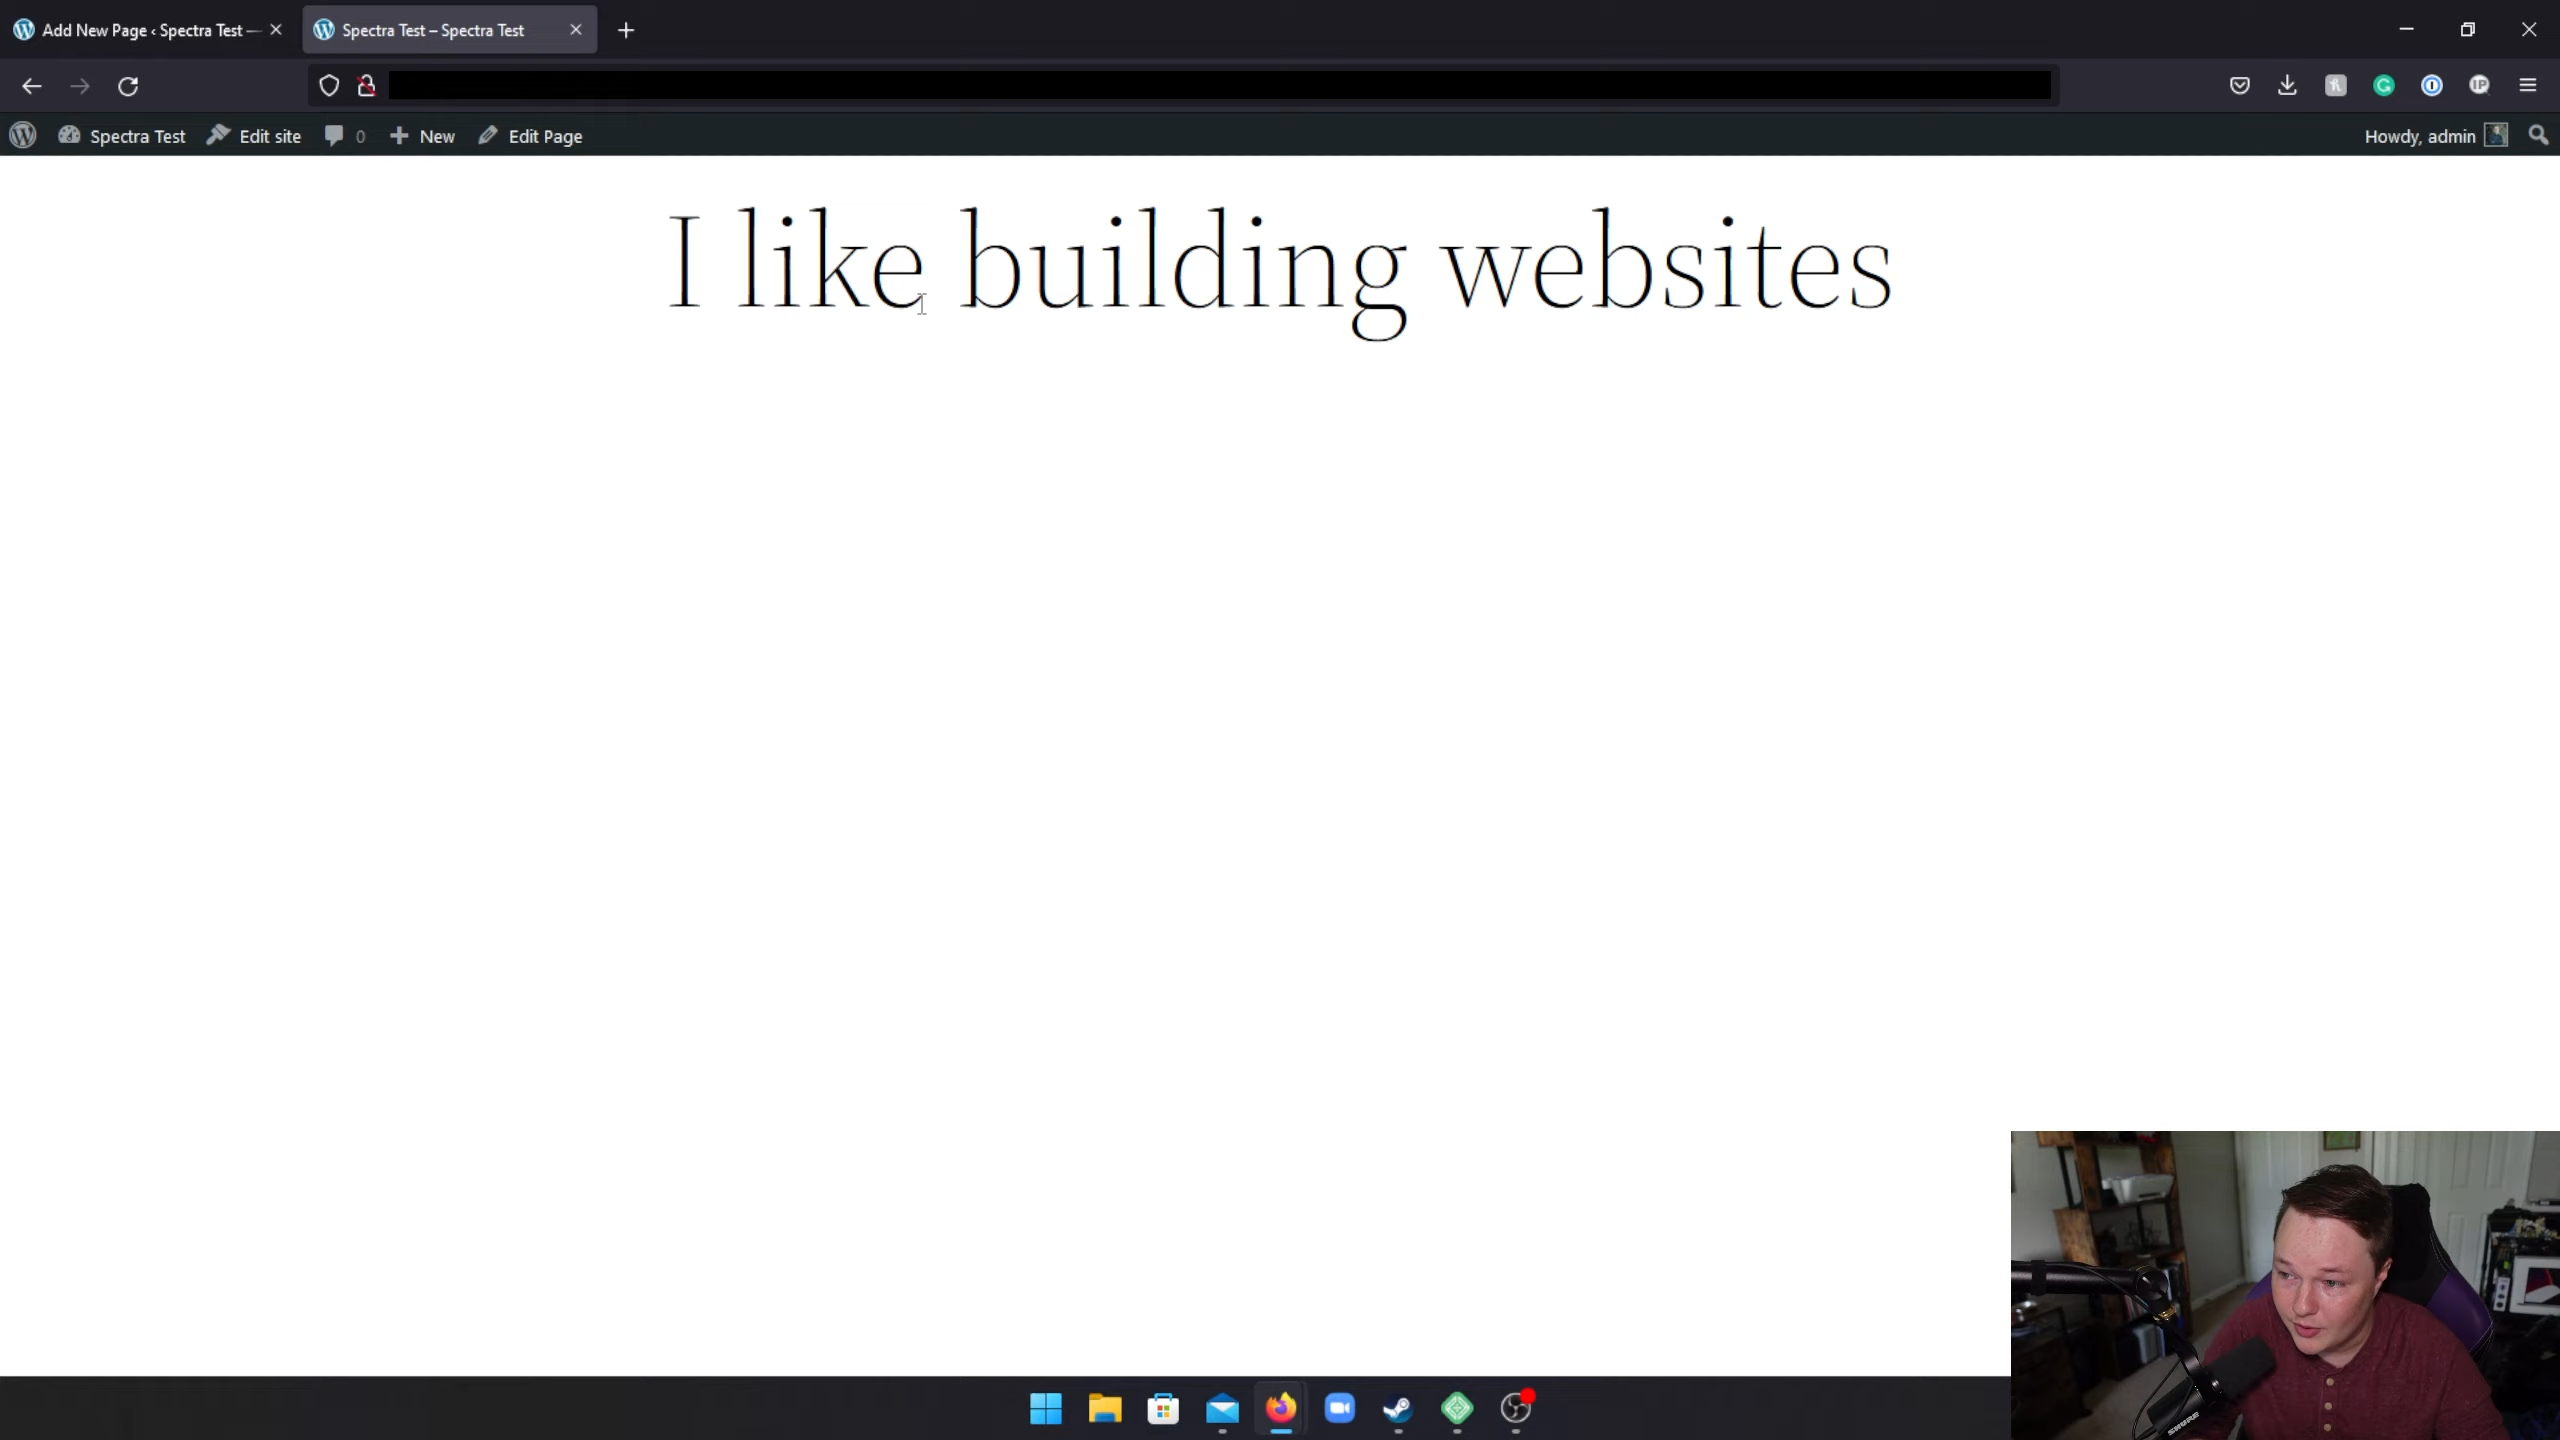 Add New Page ‹ Spectra Test —
Spectra Test – Spectra Test
Spectra Test
Edit site
0
New
Edit Page
Howdy, admin
I like building websites
SHURE